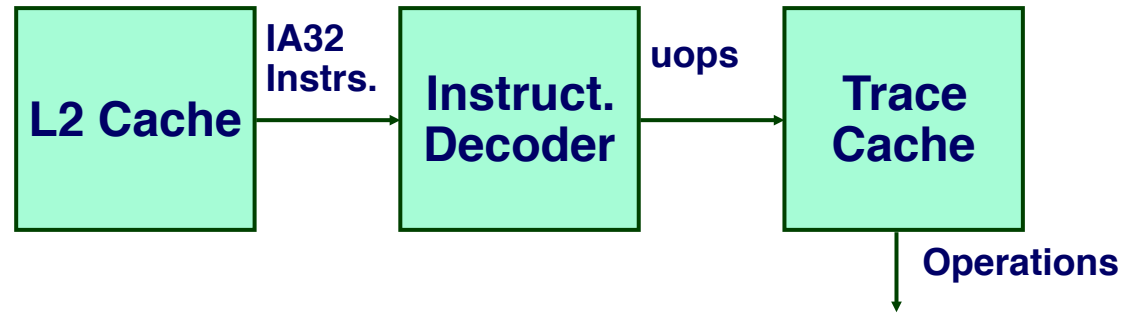 L2 Cache
IA32
Instrs.
Instruct.
Decoder
uops
Trace
Cache
Operations